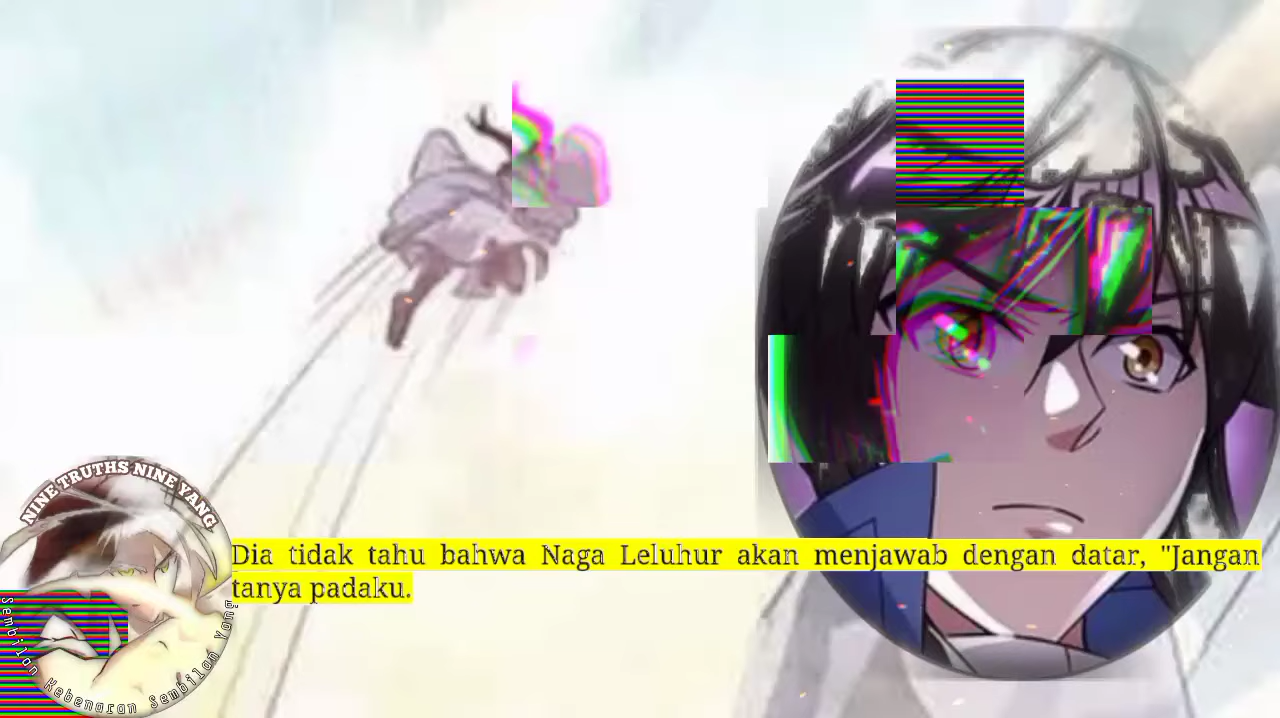 NINE TRUTHS NINE YANG
Dia tidak tahu bahwa Naga Leluhur akan menjawab dengan datar, "Jangan
tanya padaku.
Sembilan Kebenaran Sembilan Yang